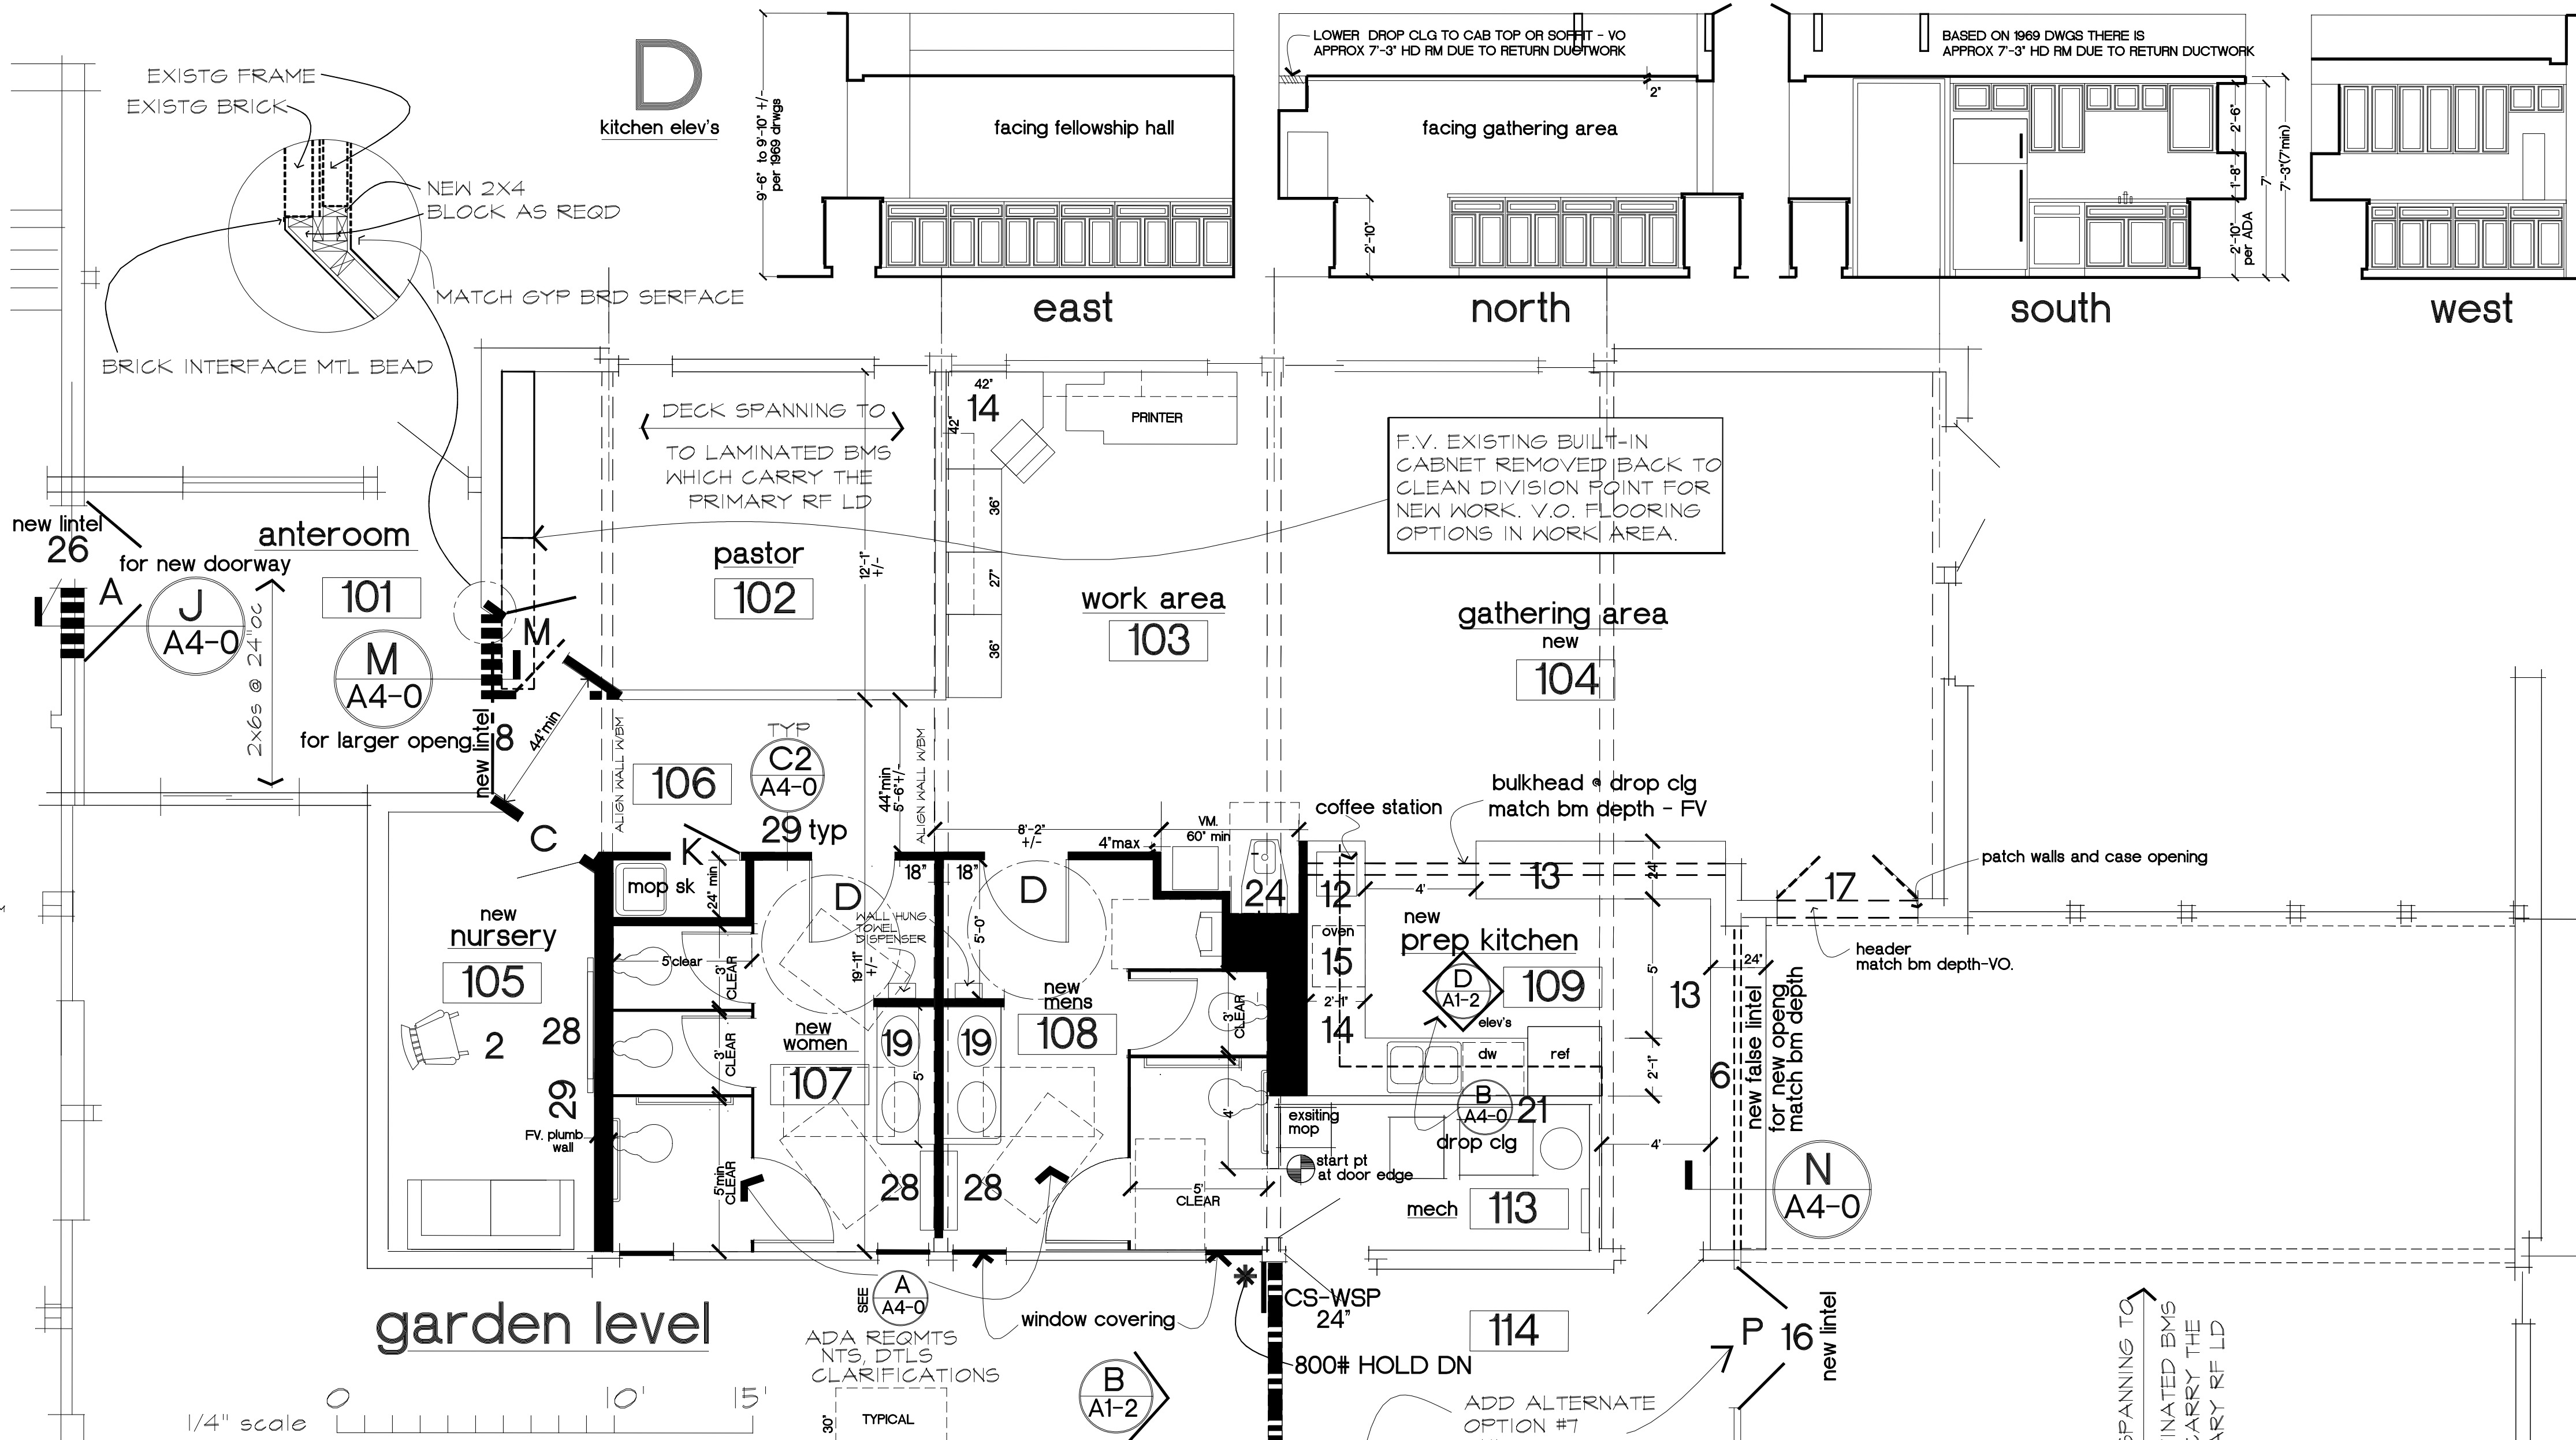 EXISTG FRAME
EXISTG BRICK
NEW 2X4
BLOCK AS REQD
MATCH GYP BRD SERFACE
BRICK INTERFACE MTL BEAD
D
kitchen elev's
9'-6" to 9'-10" +/-
per 1969 drwgs
facing fellowship hall
east
LOWER DROP CLG TO CAB TOP OR SOFFIT - VO
APPROX 7'-3" HD RM DUE TO RETURN DUCTWORK
2"
facing gathering area
2'-10"
north
BASED ON 1969 DWGS THERE IS
APPROX 7'-3" HD RM DUE TO RETURN DUCTWORK
2'-6"
1'-8"
2'-10"
per ADA
7'
7'-3"(7'min)
south
west
DECK SPANNING TO
TO LAMINATED BMS
WHICH CARRY THE
PRIMARY RF LD
42"
14
42"
PRINTER
36"
27"
36"
F.V. EXISTING BUILT-IN
CABNET REMOVED BACK TO
CLEAN DIVISION POINT FOR
NEW WORK. V.O. FLOORING
OPTIONS IN WORK AREA.
new lintel
26
for new doorway
A
J
A4-0
2x6s @ 24"oc
anteroom
101
M
A4-0
M
for larger openg.
new lintel
8
44"min
pastor
102
12'-1"
+/-
work area
103
gathering area
new
104
ALIGN WALL W/BM
106
TYP
C2
A4-0
29 typ
44"min
5'-6"+/-
ALIGN WALL W/BM
C
K
mop sk
24" min
8'-2"
+/-
4"max
VM.
60" min
coffee station
bulkhead @ drop clg
match bm depth - FV
patch walls and case opening
17
header
match bm depth-VO.
new
nursery
105
2
28
29
FV. plumb
wall
5'clear
3'
CLEAR
3'
CLEAR
5'min
CLEAR
D
18"
18"
D
WALL HUNG
TOWEL
DISPENSER
19'-11"
+/-
5'-0"
new
women
107
19
19
5'
28
28
new
mens
108
3'
CLEAR
4'
5'
CLEAR
24
12
4'
13
24"
oven
15
2'-1"
14
new
prep kitchen
109
D
A1-2
elev's
5'
2'-1"
13
24"
6
new false lintel
for new openg
match bm depth
dw
ref
B
A4-0
21
drop clg
exsiting
mop
start pt
at door edge
mech
113
4'
N
A4-0
garden level
SEE
A
A4-0
ADA REQMTS
NTS, DTLS
CLARIFICATIONS
window covering
CS-WSP
24"
800# HOLD DN
114
P
16
new lintel
ADD ALTERNATE
OPTION #7
B
A1-2
1/4" scale
0
10'
15'
30"
TYPICAL
SPANNING TO